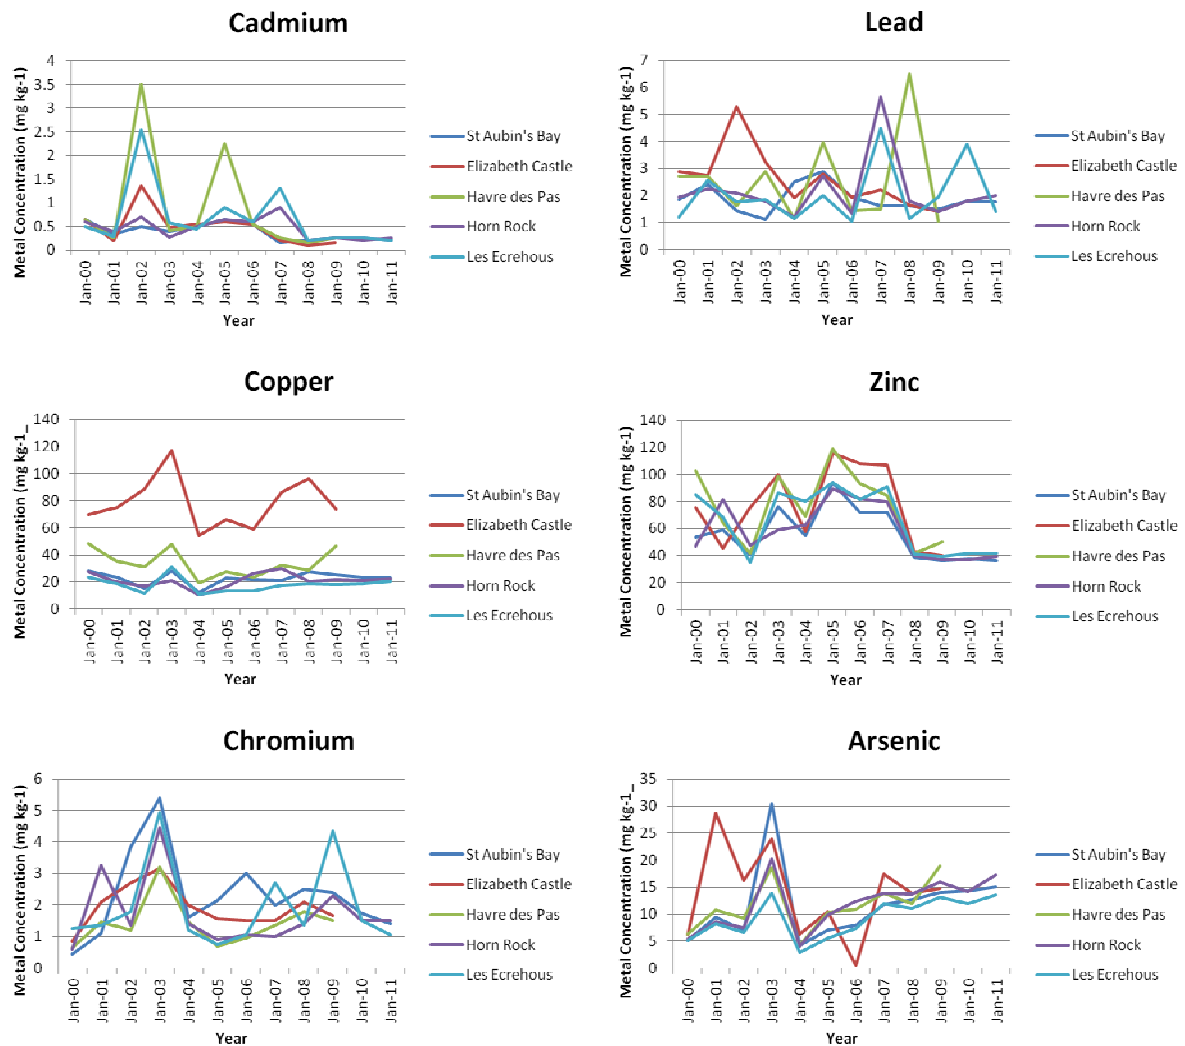 Cadmium
Metal Concentration (mg kg-1)
4
3.5
3
2.5
2
1.5
1
0.5
0
Jan-00
Jan-01
Jan-02
Jan-03
Jan-04
Jan-05
Jan-06
Jan-07
Jan-08
Jan-09
Jan-10
Jan-11
Year
St Aubin's Bay
Elizabeth Castle
Havre des Pas
Horn Rock
Les Ecrehous
Lead
Metal Concentration (mg kg-1)
7
6
5
4
3
2
1
0
Jan-00
Jan-01
Jan-02
Jan-03
Jan-04
Jan-05
Jan-06
Jan-07
Jan-08
Jan-09
Jan-10
Jan-11
Year
St Aubin's Bay
Elizabeth Castle
Havre des Pas
Horn Rock
Les Ecrehous
Copper
Metal Concentration (mg kg-1_
140
120
100
80
60
40
20
0
Jan-00
Jan-01
Jan-02
Jan-03
Jan-04
Jan-05
Jan-06
Jan-07
Jan-08
Jan-09
Jan-10
Jan-11
Year
St Aubin's Bay
Elizabeth Castle
Havre des Pas
Horn Rock
Les Ecrehous
Zinc
Metal Concentration (mg kg-1)
140
120
100
80
60
40
20
0
Jan-00
Jan-01
Jan-02
Jan-03
Jan-04
Jan-05
Jan-06
Jan-07
Jan-08
Jan-09
Jan-10
Jan-11
Year
St Aubin's Bay
Elizabeth Castle
Havre des Pas
Horn Rock
Les Ecrehous
Chromium
Metal Concentration (mg kg-1)
6
5
4
3
2
1
0
Jan-00
Jan-01
Jan-02
Jan-03
Jan-04
Jan-05
Jan-06
Jan-07
Jan-08
Jan-09
Jan-10
Jan-11
Year
St Aubin's Bay
Elizabeth Castle
Havre des Pas
Horn Rock
Les Ecrehous
Arsenic
Metal Concentration (mg kg-1_
35
30
25
20
15
10
5
0
Jan-00
Jan-01
Jan-02
Jan-03
Jan-04
Jan-05
Jan-06
Jan-07
Jan-08
Jan-09
Jan-10
Jan-11
Year
St Aubin's Bay
Elizabeth Castle
Havre des Pas
Horn Rock
Les Ecrehous